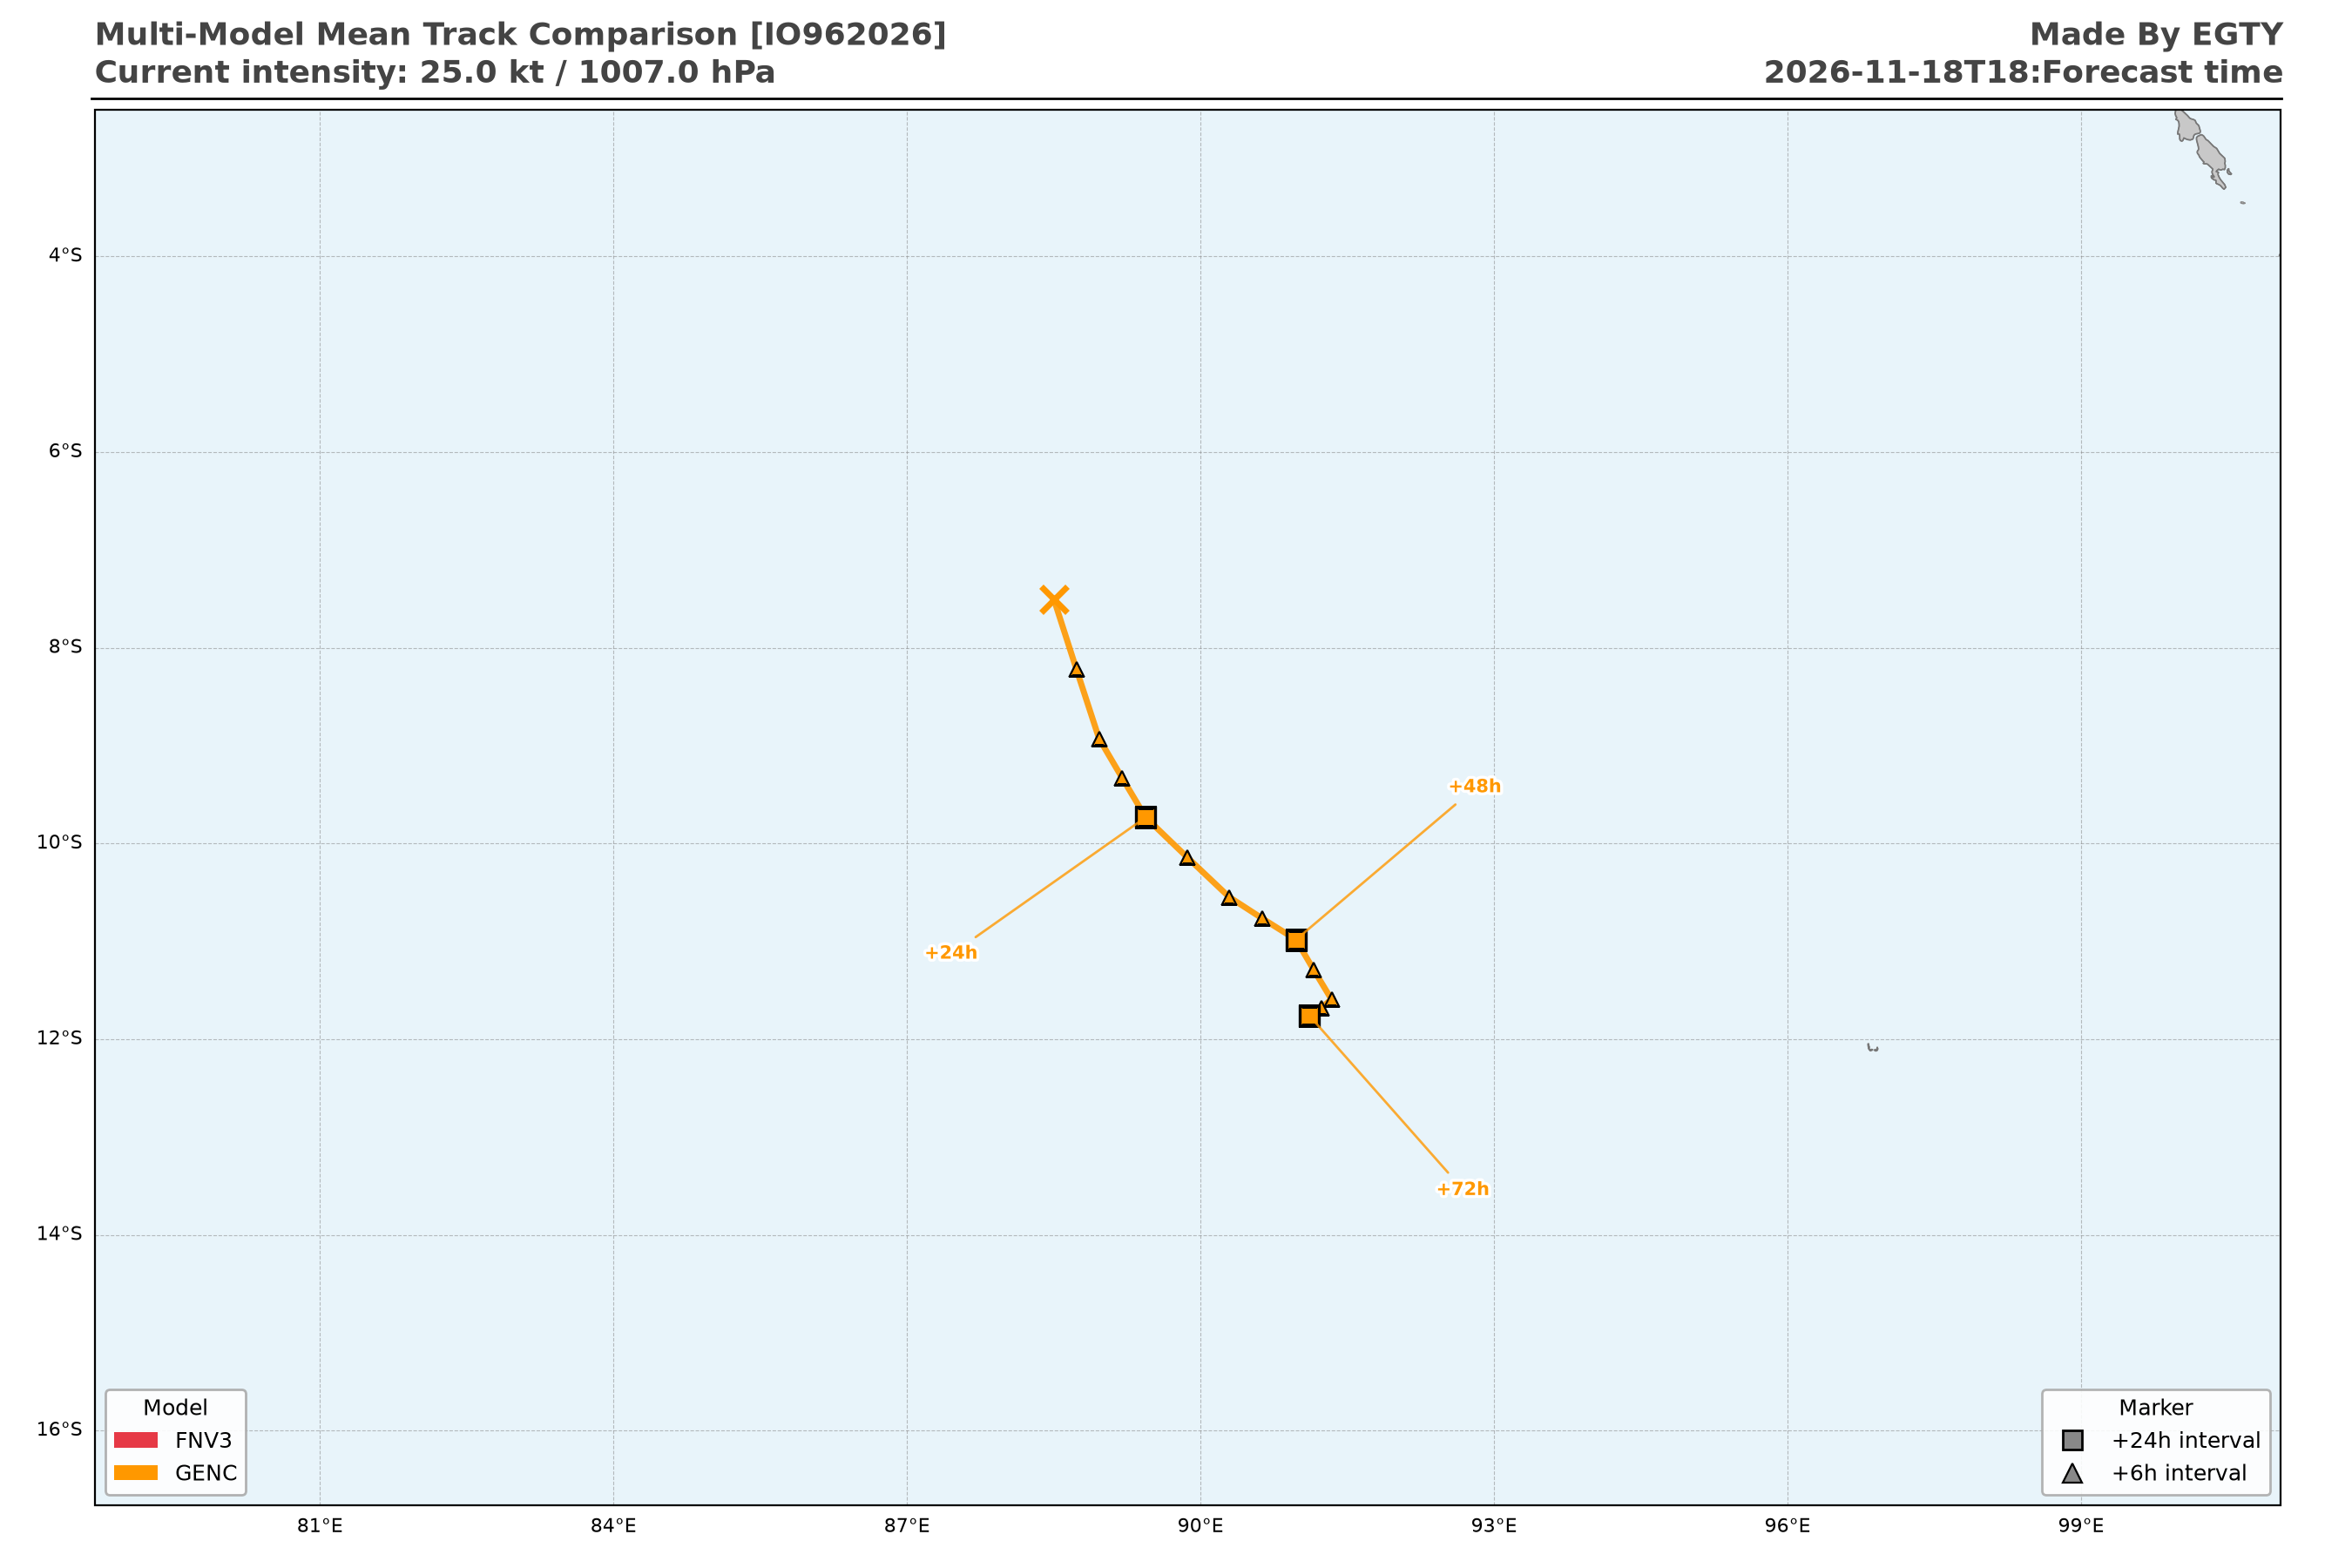 Multi-Model Mean Track Comparison [IO962026]
Current intensity: 25.0 kt / 1007.0 hPa
Made By EGTY
2026-11-18T18:Forecast time
4°S
6°S
8°S
10°S
12°S
14°S
16°S
+48h
+24h
+72h
Model
FNV3
GENC
Marker
+24h interval
+6h interval
81°E
84°E
87°E
90°E
93°E
96°E
99°E